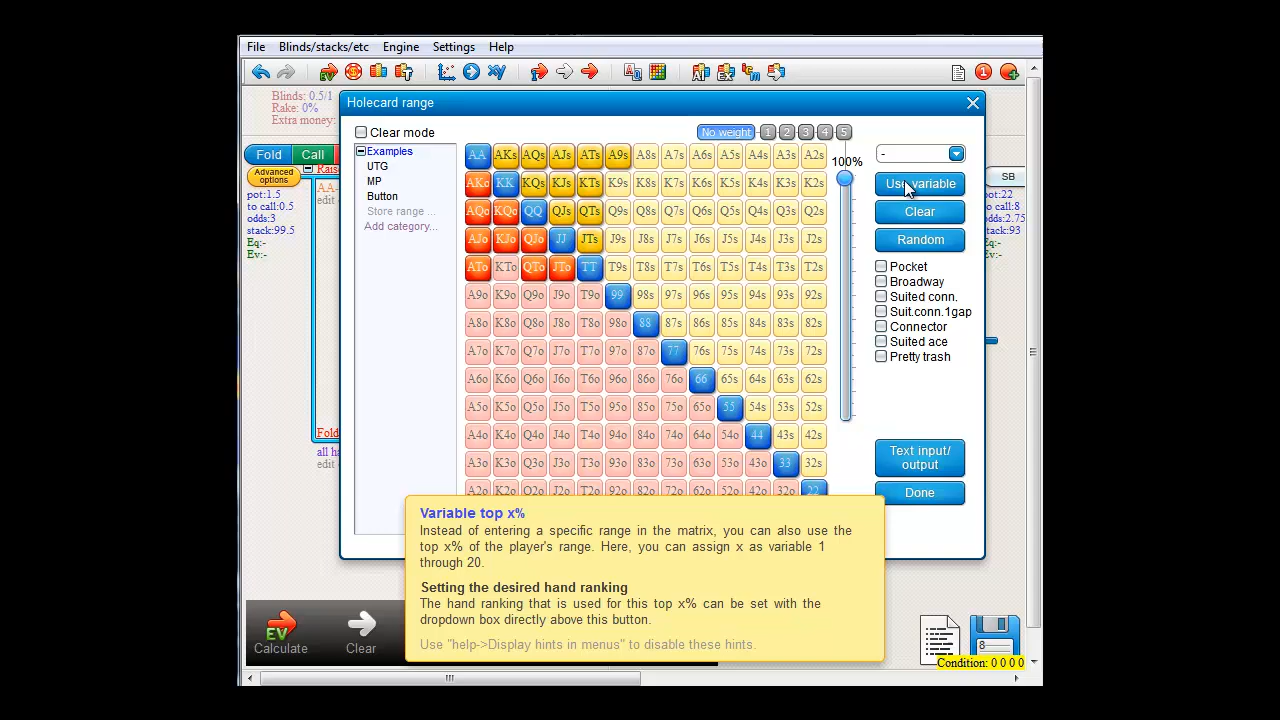 File Blinds/stacks/etc Engine Settings Help
Blinds: 0.5/1
Rake: 0%
Extra money:
Holecard range
Clear mode
No weight 1 2 3 4 5
Fold Call
Advanced options
pot:1.5
to call:0.5
odds:3
stack:99.5
Eq:-
Ev:-
Examples
UTG
MP
Button
Store range ...
Add category...
AA AKs AQs AJs ATs A9s A8s A7s A6s A5s A4s A3s A2s
AKo KK KQs KJs KTs K9s K8s K7s K6s K5s K4s K3s K2s
AQo KQo QQ QJs QTs Q9s Q8s Q7s Q6s Q5s Q4s Q3s Q2s
AJo KJo QJo JJ JTs J9s J8s J7s J6s J5s J4s J3s J2s
ATo KTo QTo JTo TT T9s T8s T7s T6s T5s T4s T3s T2s
A9o K9o Q9o J9o T9o 99 98s 97s 96s 95s 94s 93s 92s
A8o K8o Q8o J8o T8o 98o 88 87s 86s 85s 84s 83s 82s
A7o K7o Q7o J7o T7o 97o 87o 77 76s 75s 74s 73s 72s
A6o K6o Q6o J6o T6o 96o 86o 76o 66 65s 64s 63s 62s
A5o K5o Q5o J5o T5o 95o 85o 75o 65o 55 54s 53s 52s
A4o K4o Q4o J4o T4o 94o 84o 74o 64o 54o 44 43s 42s
A3o K3o Q3o J3o T3o 93o 83o 73o 63o 53o 43o 33 32s
A2o K2o Q2o J2o T2o 92o 82o 72o 62o 52o 42o 32o 22
100%
-
Use variable
Clear
Random
Pocket
Broadway
Suited conn.
Suit.conn.1gap
Connector
Suited ace
Pretty trash
Text input/
output
Done
SB
pot:22
to call:8
odds:2.75
stack:93
Variable top x%
Instead of entering a specific range in the matrix, you can also use the
top x% of the player's range. Here, you can assign x as variable 1
through 20.
Setting the desired hand ranking
The hand ranking that is used for this top x% can be set with the
dropdown box directly above this button.
Use "help->Display hints in menus" to disable these hints.
EV
Calculate Clear
8
Condition: 0 0 0 0